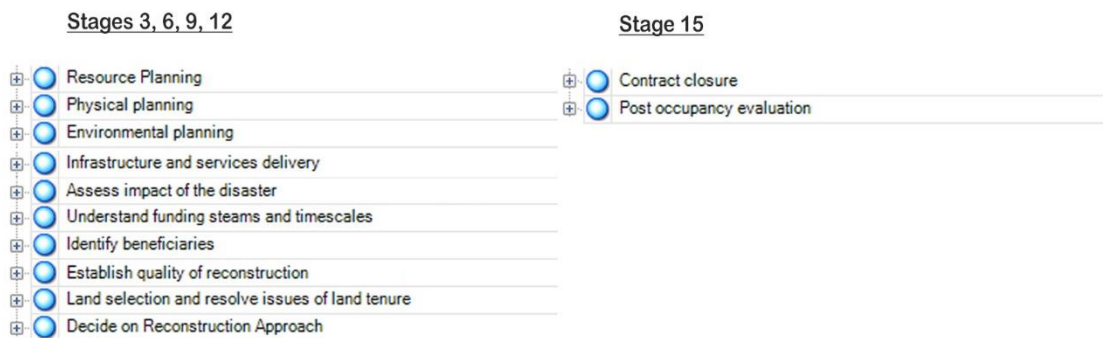 Stages 3, 6, 9, 12
Resource Planning
Physical planning
Environmental planning
Infrastructure and services delivery
Assess impact of the disaster
Understand funding steams and timescales
Identify beneficiaries
Establish quality of reconstruction
Land selection and resolve issues of land tenure
Decide on Reconstruction Approach
Stage 15
Contract closure
Post occupancy evaluation